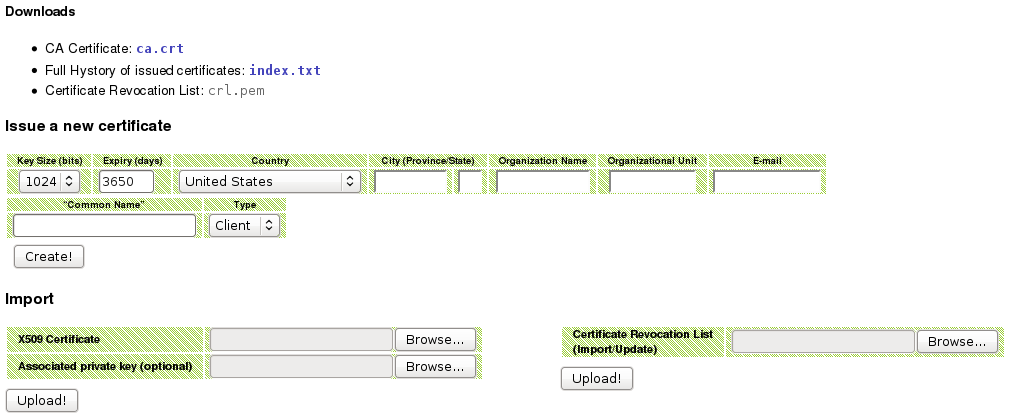 Downloads
CA Certificate: ca.crt
Full Hystory of issued certificates: index.txt
Certificate Revocation List: crl.pem
Issue a new certificate
Key Size (bits) Expiry (days) Country City (Province/State) Organization Name Organizational Unit E-mail
1024 3650 United States
"Common Name" Type
Client
Create!
Import
X509 Certificate Browse...
Associated private key (optional) Browse...
Upload!
Certificate Revocation List
(Import/Update) Browse...
Upload!